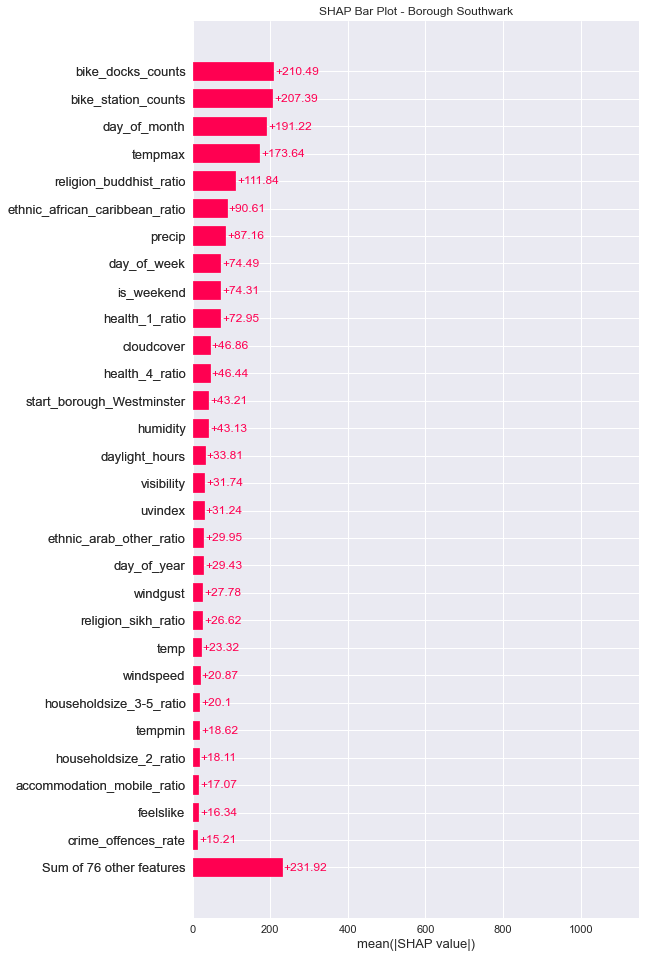 SHAP Bar Plot - Borough Southwark
bike_docks_counts +210.49
bike_station_counts +207.39
day_of_month +191.22
tempmax +173.64
religion_buddhist_ratio +111.84
ethnic_african_caribbean_ratio +90.61
precip +87.16
day_of_week +74.49
is_weekend +74.31
health_1_ratio +72.95
cloudcover +46.86
health_4_ratio +46.44
start_borough_Westminster +43.21
humidity +43.13
daylight_hours +33.81
visibility +31.74
uvindex +31.24
ethnic_arab_other_ratio +29.95
day_of_year +29.43
windgust +27.78
religion_sikh_ratio +26.62
temp +23.32
windspeed +20.87
householdsize_3-5_ratio +20.1
tempmin +18.62
householdsize_2_ratio +18.11
accommodation_mobile_ratio +17.07
feelslike +16.34
crime_offences_rate +15.21
Sum of 76 other features +231.92
0 200 400 600 800 1000
mean(|SHAP value|)